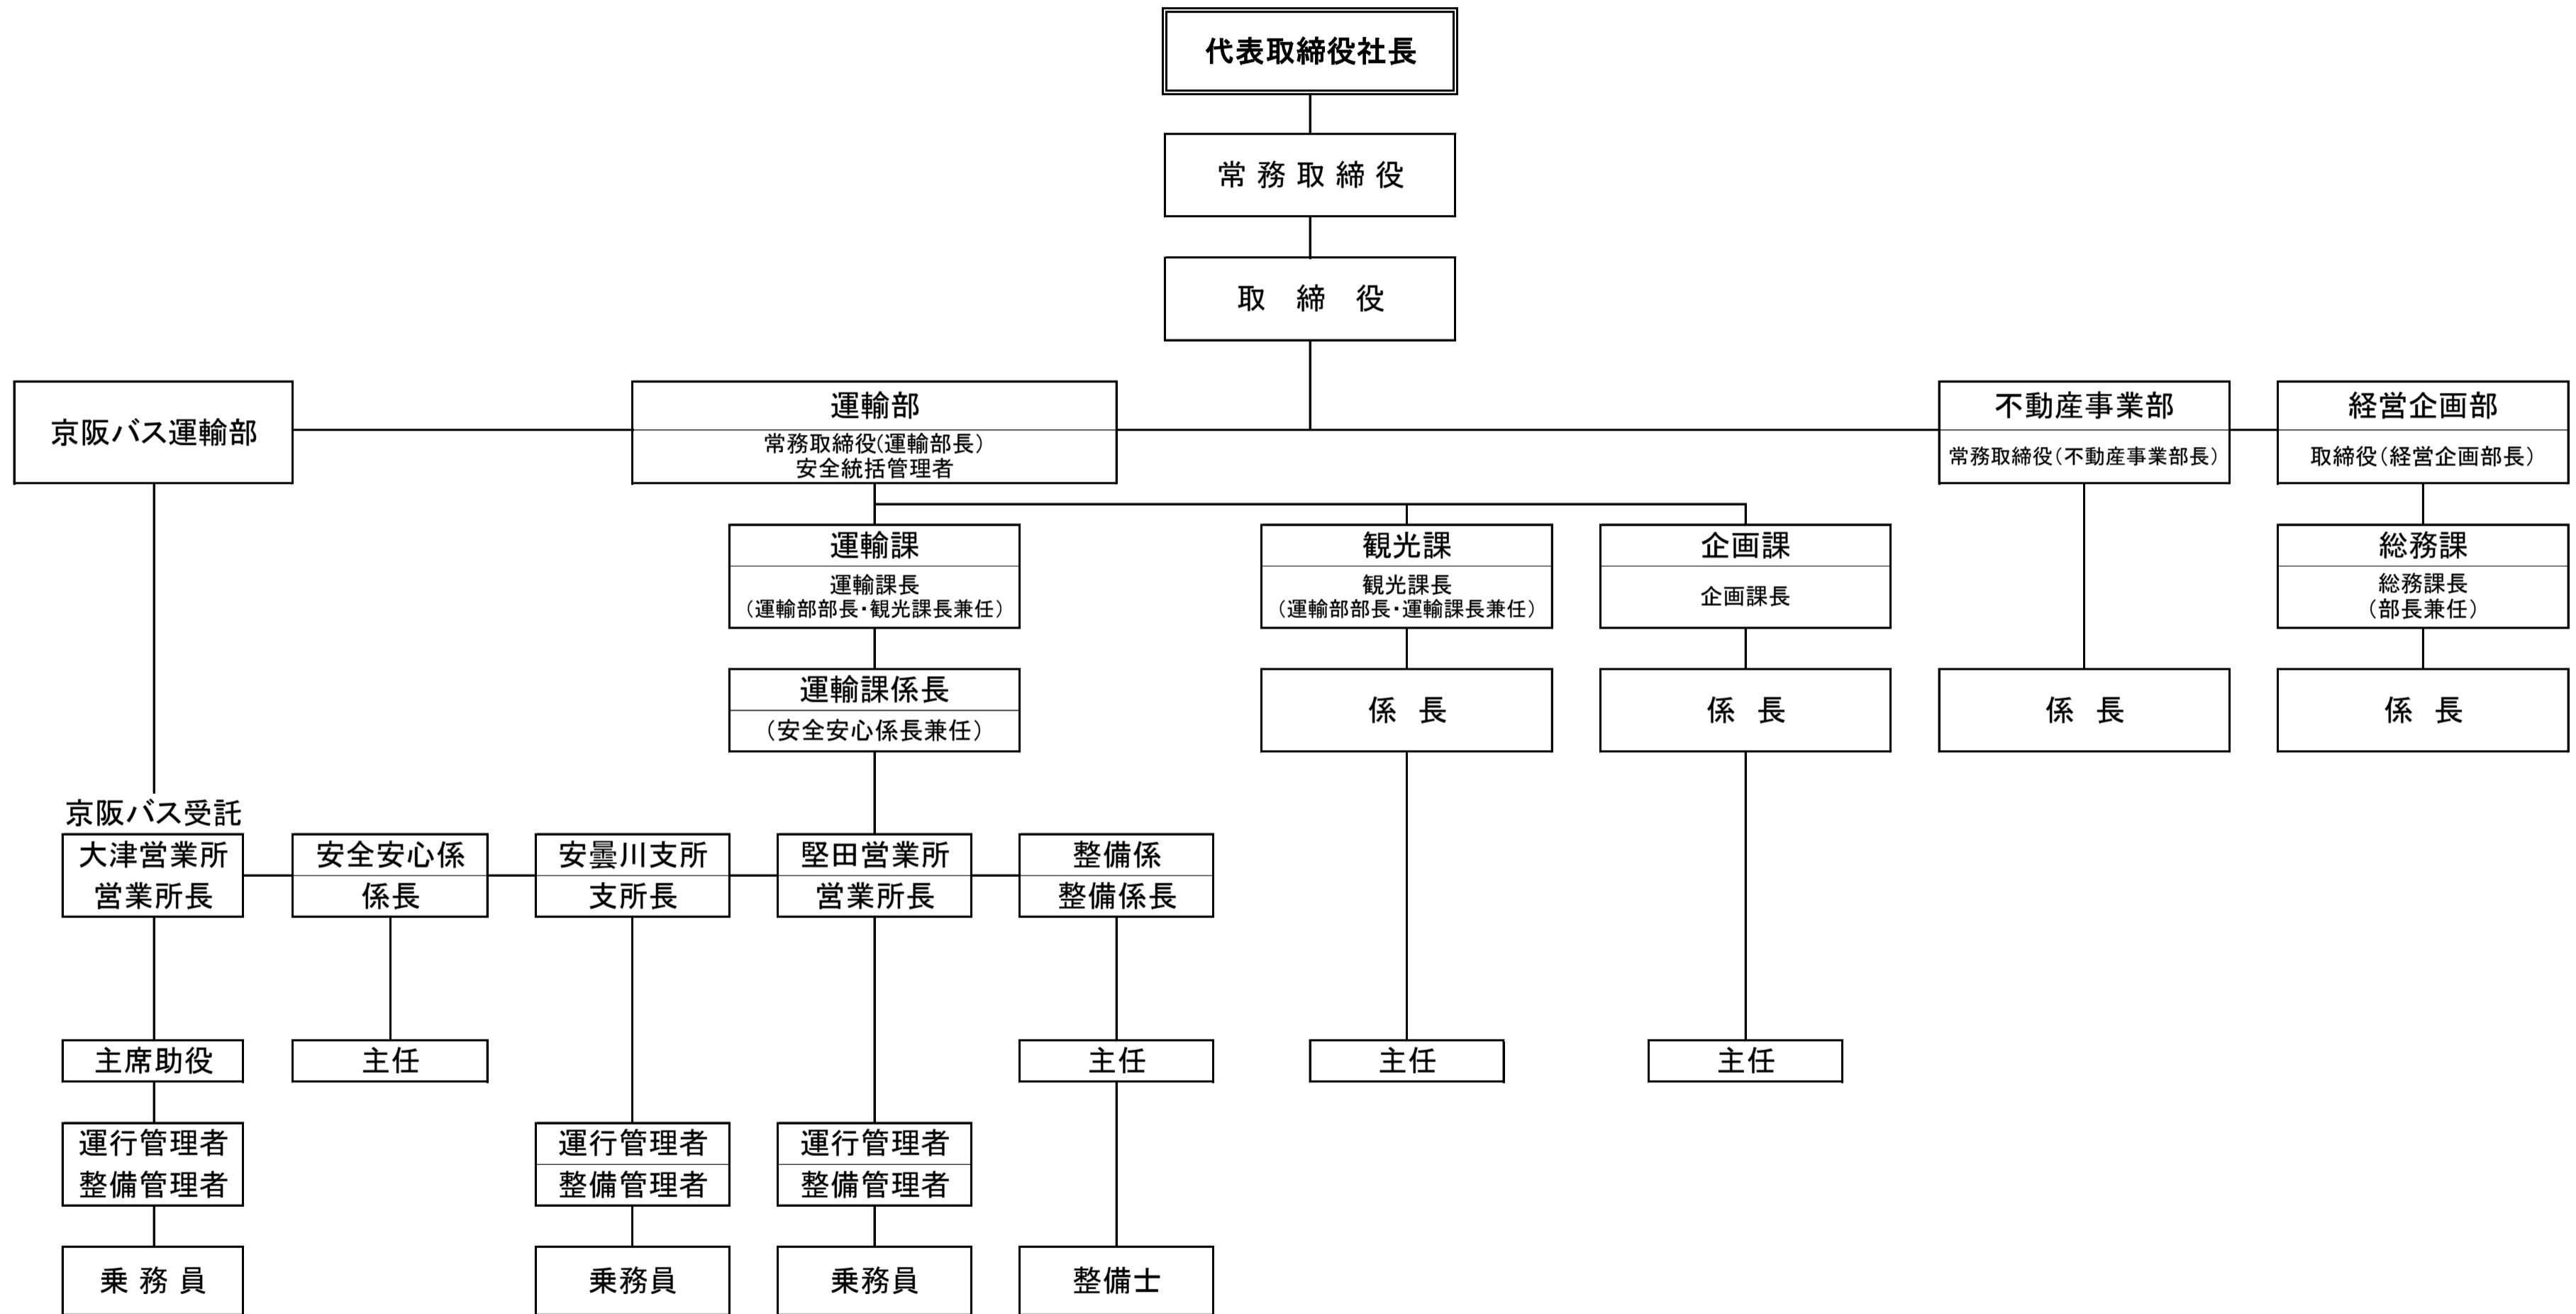 代表取締役社長
常務取締役
取締役
京阪バス運輸部
運輸部
常務取締役(運輸部長)
安全統括管理者
不動産事業部
常務取締役(不動産事業部長)
経営企画部
取締役(経営企画部長)
運輸課
運輸課長
(運輸部部長・観光課長兼任)
観光課
観光課長
(運輸部部長・運輸課長兼任)
企画課
企画課長
総務課
総務課長
(部長兼任)
運輸課係長
(安全安心係長兼任)
係長
係長
係長
係長
京阪バス受託
大津営業所
営業所長
安全安心係
係長
安曇川支所
支所長
堅田営業所
営業所長
整備係
整備係長
主席助役
主任
主任
主任
主任
運行管理者
整備管理者
運行管理者
整備管理者
運行管理者
整備管理者
乗務員
乗務員
乗務員
整備士